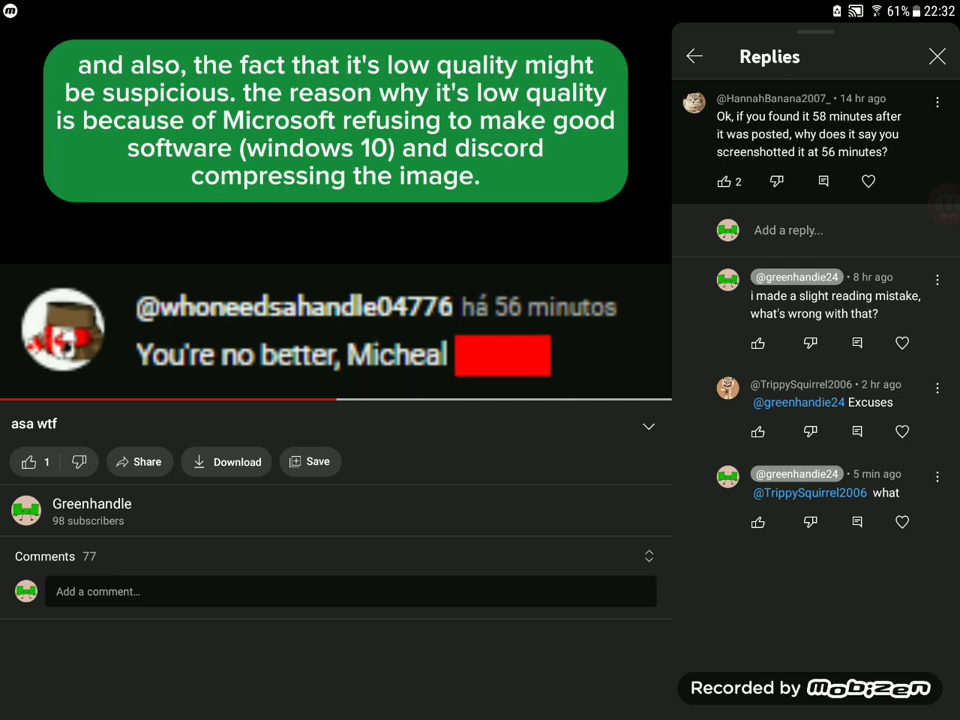 61% 22:32
and also, the fact that it's low quality might
be suspicious. the reason why it's low quality
is because of Microsoft refusing to make good
software (windows 10) and discord
compressing the image.
@whoneedsahandle04776 há 56 minutos
You're no better, Micheal
asa wtf
1
Share
Download
Save
Greenhandle
98 subscribers
Comments 77
Add a comment...
Replies
@HannahBanana2007_ • 14 hr ago
Ok, if you found it 58 minutes after
it was posted, why does it say you
screenshotted it at 56 minutes?
2
Add a reply...
@greenhandie24 • 8 hr ago
i made a slight reading mistake,
what's wrong with that?
@TrippySquirrel2006 • 2 hr ago
@greenhandie24 Excuses
@greenhandie24 • 5 min ago
@TrippySquirrel2006 what
Recorded by mobizen